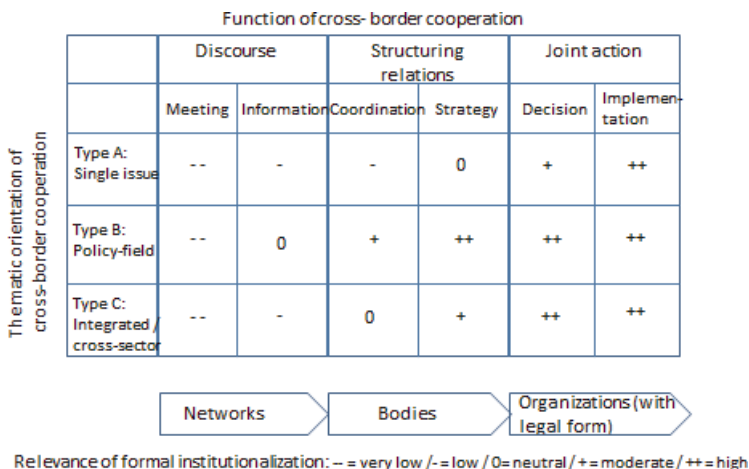 Function of cross- border cooperation
Discourse Structuring relations Joint action
Meeting Information Coordination Strategy Decision Implemen-tation
Thematic orientation of
cross-border cooperation
Type A:
Single issue -- - - 0 + ++
Type B:
Policy-field -- 0 + ++ ++ ++
Type C:
Integrated /
cross-sector -- - 0 + ++ ++
Networks Bodies Organizations (with
legal form)
Relevance of formal institutionalization: -- = very low /- = low / 0= neutral / + = moderate / ++ = high